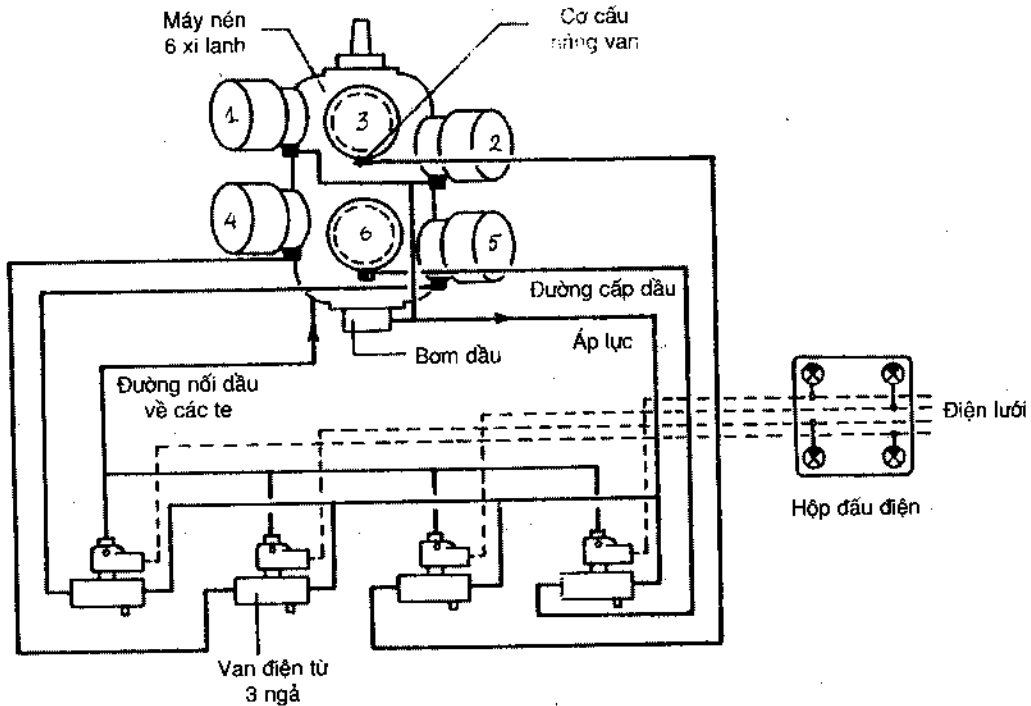 Máy nén
6 xi lanh
Cơ cấu
nâng van
1
3
2
4
6
5
Đường cấp dầu
Áp lực
Bơm dầu
Đường nối dầu
về các te
Điện lưới
Hộp đấu điện
Van điện từ
3 ngả